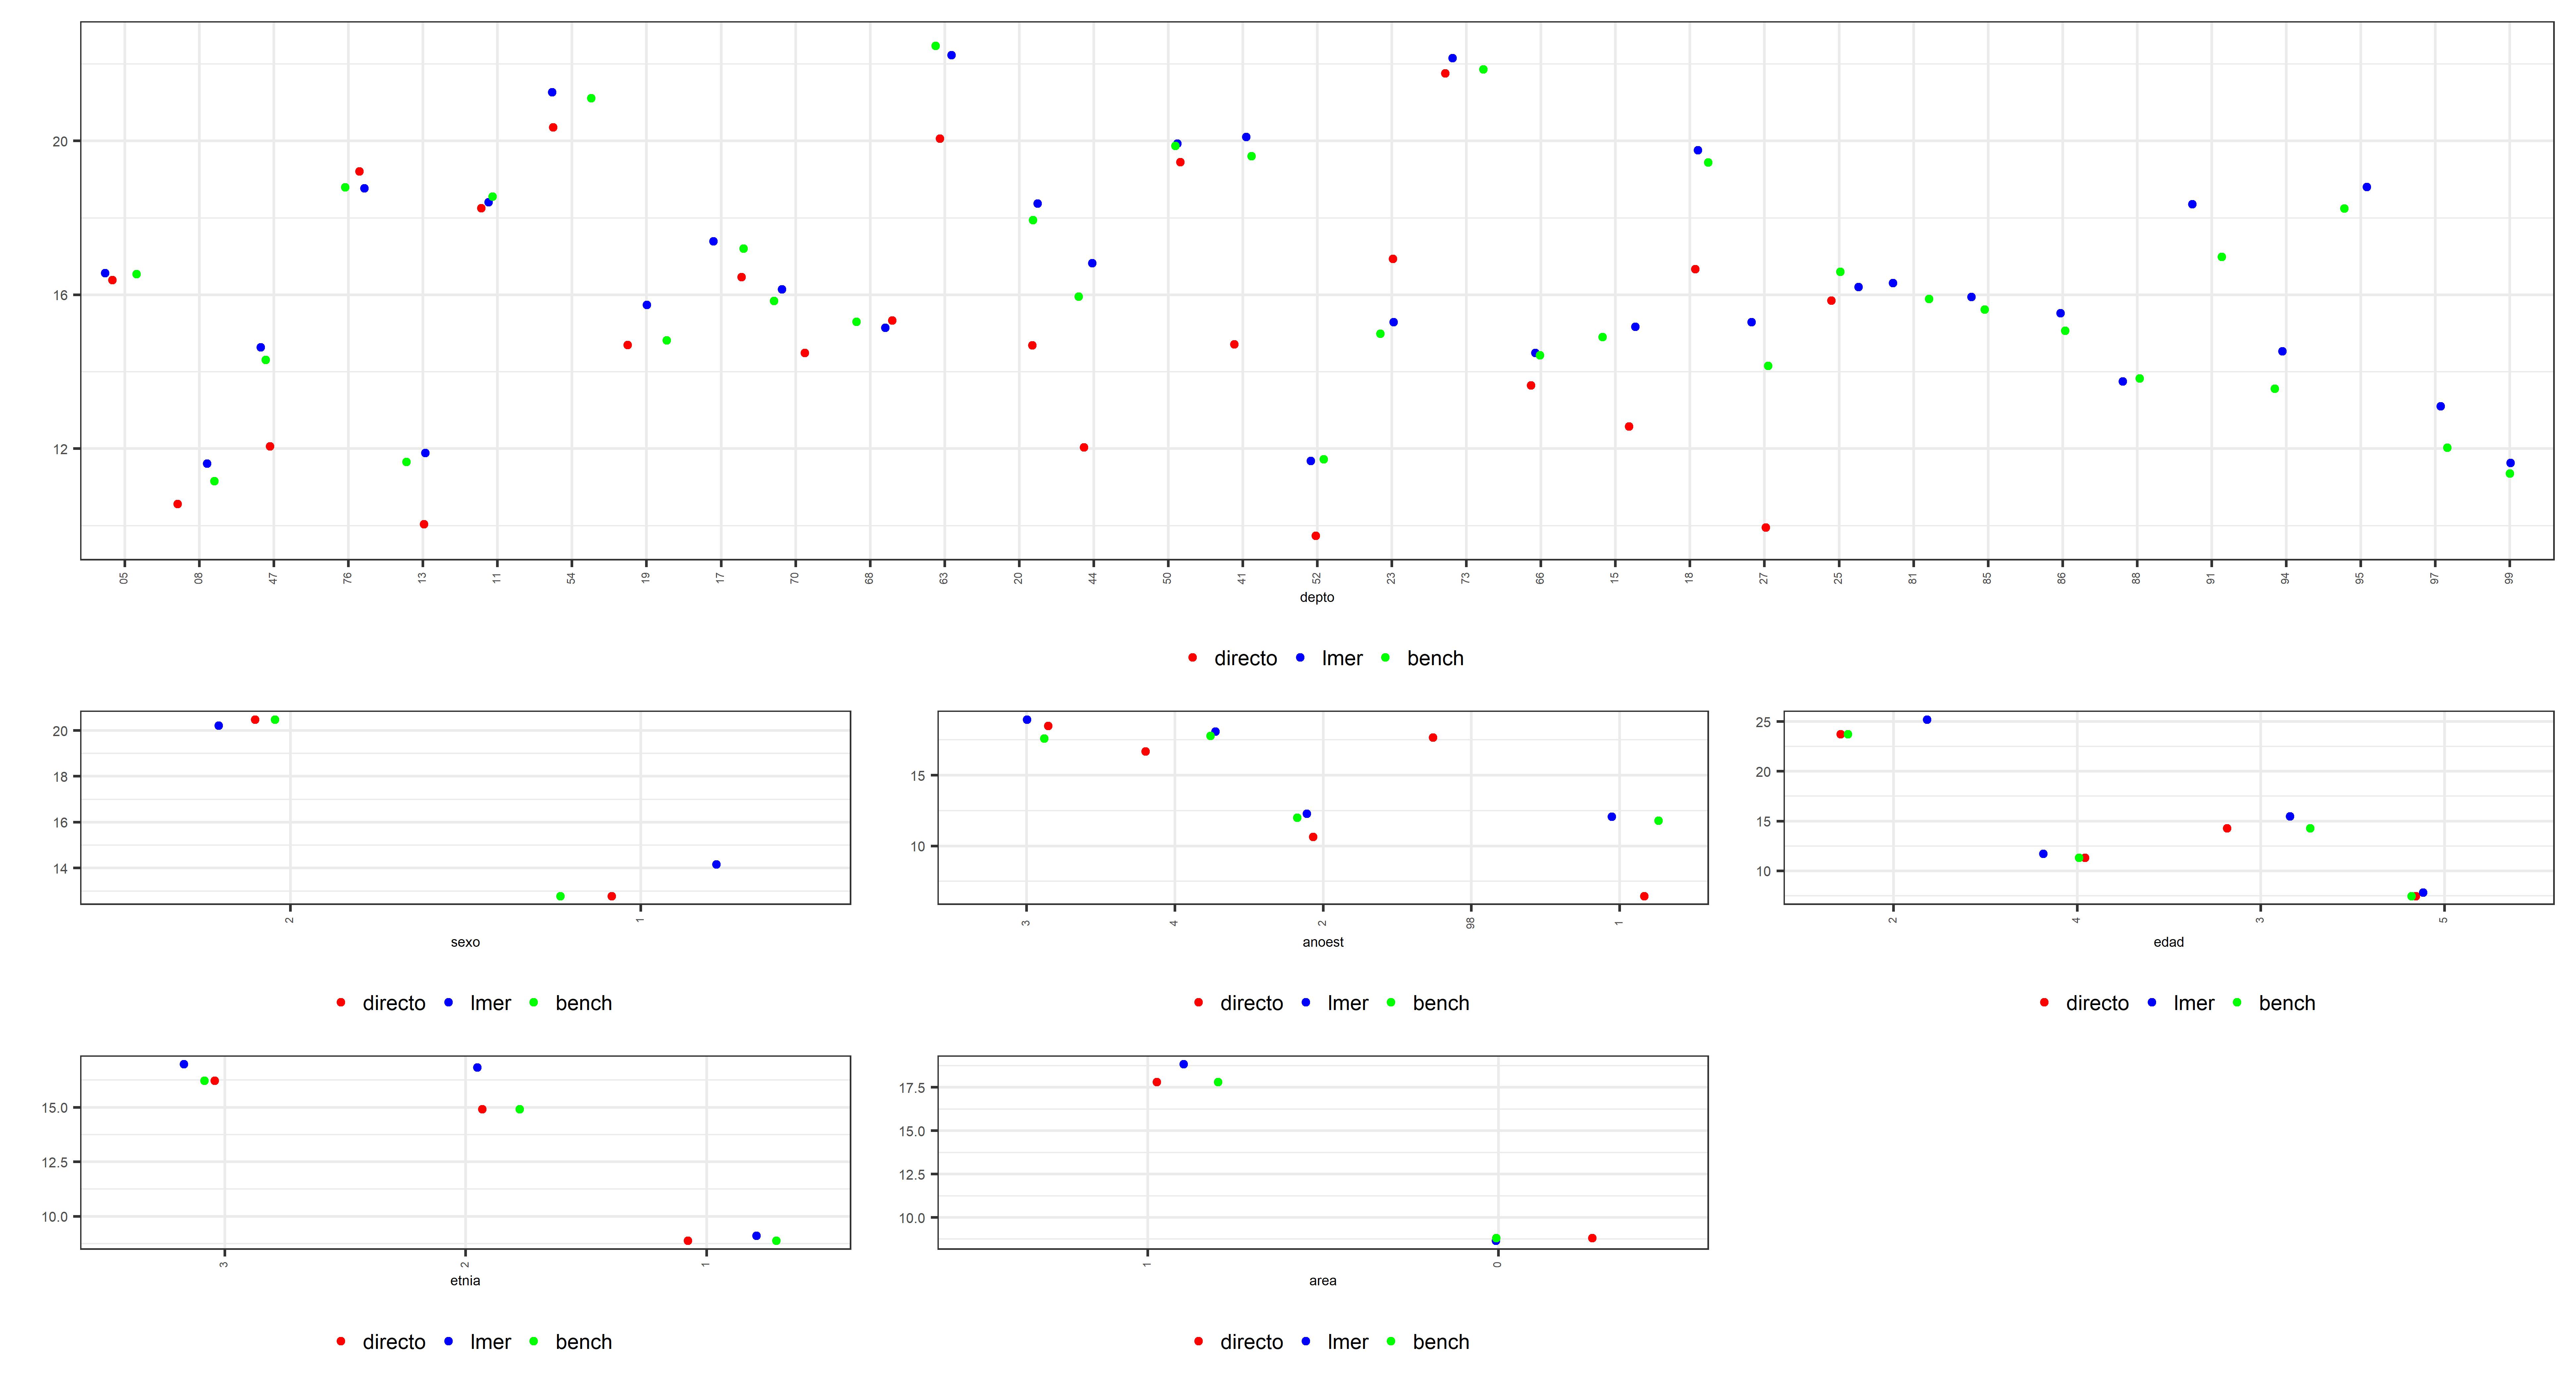 20
16
12
05 08 47 76 13 11 54 19 17 70 68 63 20 44 50 41 52 23 73 66 15 18 27 25 81 85 86 88 91 94 95 97 99
depto
directo lmer bench
20
18
16
14
2 1
sexo
directo lmer bench
15
10
3 4 2 98 1
anoest
directo lmer bench
25
20
15
10
2 4 3 5
edad
directo lmer bench
15.0
12.5
10.0
3 2 1
etnia
directo lmer bench
17.5
15.0
12.5
10.0
1 0
area
directo lmer bench